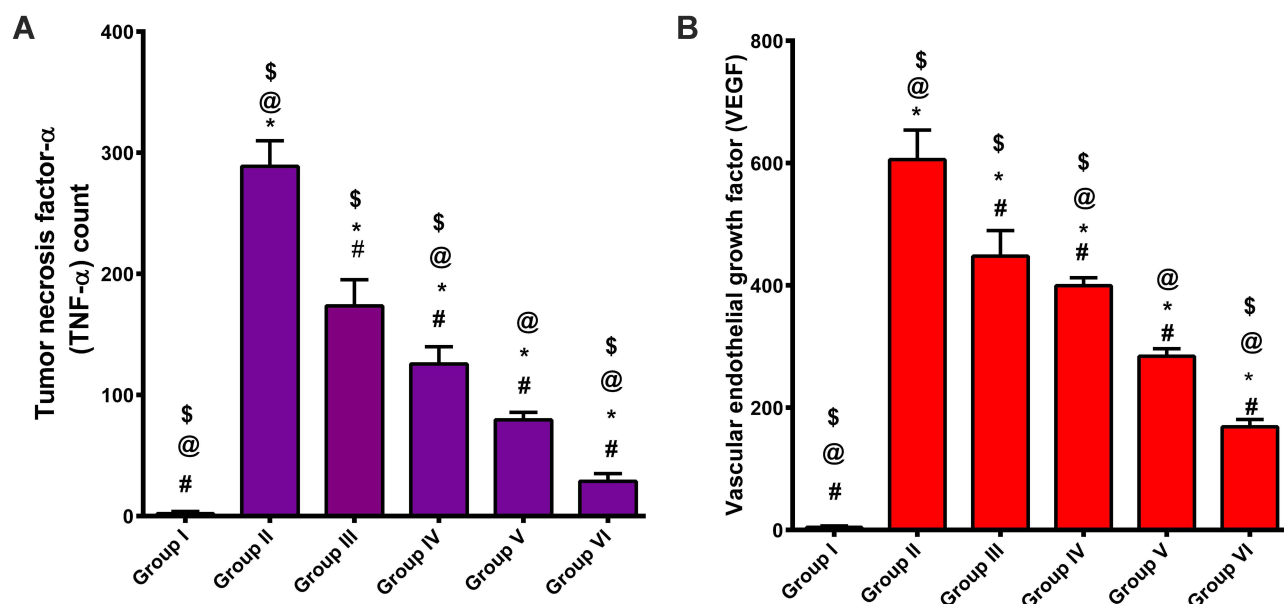 A
Tumor necrosis factor-α
(TNF-α) count
400
300
200
100
0
$
@
#
$
@
*
$
*
#
$
@
*
#
@
*
#
$
@
*
#
Group I
Group II
Group III
Group IV
Group V
Group VI
B
Vascular endothelial growth factor (VEGF)
800
600
400
200
0
$
@
#
$
@
*
$
*
#
$
@
*
#
@
*
#
$
@
*
#
Group I
Group II
Group III
Group IV
Group V
Group VI